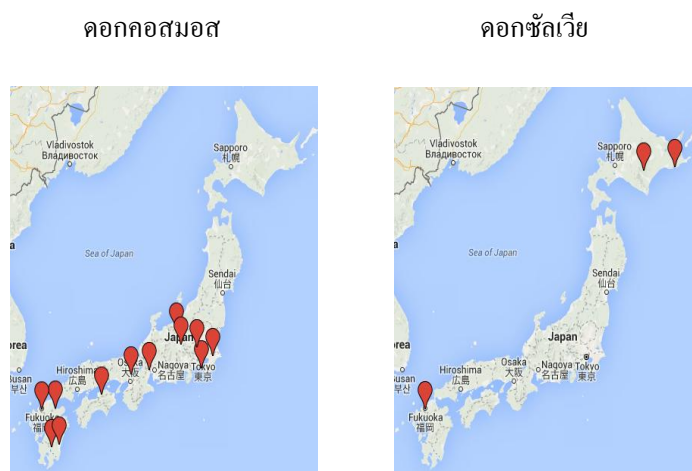 ดอกคอสมอส
ดอกซัลเวีย
Vladivostok
Владивосток
Sapporo
札幌
Sea of Japan
Sendai
仙台
Japan
Hiroshima
広島
Osaka
大阪
Nagoya
名古屋
Tokyo
東京
Busan
부산
Fukuoka
福岡
Vladivostok
Владивосток
Sapporo
札幌
Sea of Japan
Sendai
仙台
Japan
Hiroshima
広島
Osaka
大阪
Nagoya
名古屋
Tokyo
東京
Busan
부산
Fukuoka
福岡